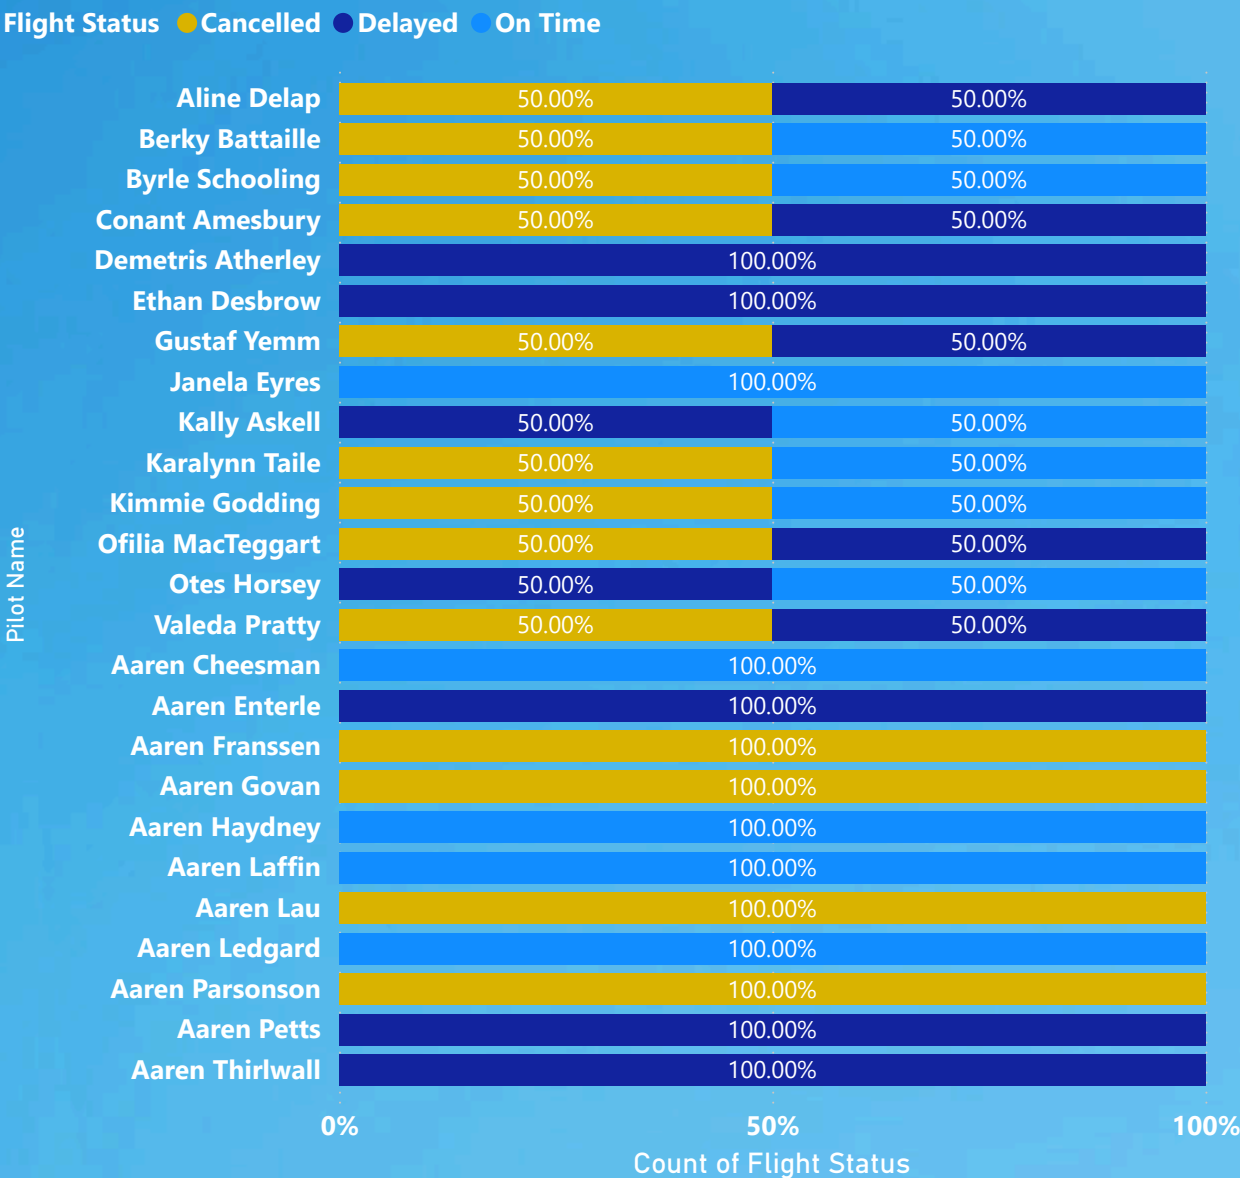 Flight Status Cancelled Delayed On Time
Aline Delap 50.00% 50.00%
Berky Battaille 50.00% 50.00%
Byrle Schooling 50.00% 50.00%
Conant Amesbury 50.00% 50.00%
Demetris Atherley 100.00%
Ethan Desbrow 100.00%
Gustaf Yemm 50.00% 50.00%
Janela Eyres 100.00%
Kally Askell 50.00% 50.00%
Karalynn Taile 50.00% 50.00%
Kimmie Godding 50.00% 50.00%
Ofilia MacTeggart 50.00% 50.00%
Otes Horsey 50.00% 50.00%
Valeda Pratty 50.00% 50.00%
Aaren Cheesman 100.00%
Aaren Enterle 100.00%
Aaren Franssen 100.00%
Aaren Govan 100.00%
Aaren Haydney 100.00%
Aaren Laffin 100.00%
Aaren Lau 100.00%
Aaren Ledgard 100.00%
Aaren Parsonson 100.00%
Aaren Petts 100.00%
Aaren Thirlwall 100.00%
Pilot Name
0% 50% 100%
Count of Flight Status